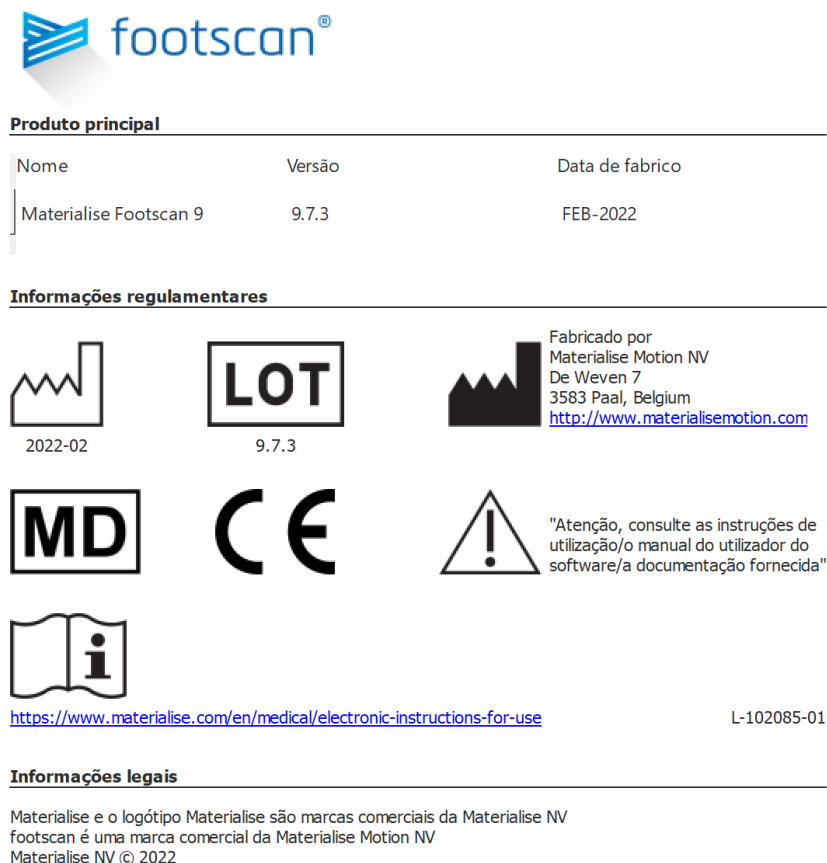 footscan®
Produto principal
Nome Versão Data de fabrico
Materialise Footscan 9 9.7.3 FEB-2022
Informações regulamentares
LOT
Fabricado por
Materialise Motion NV
De Weven 7
3583 Paal, Belgium
http://www.materialisemotion.com
2022-02 9.7.3
MD CE
"Atenção, consulte as instruções de
utilização/o manual do utilizador do
software/a documentação fornecida"
https://www.materialise.com/en/medical/electronic-instructions-for-use L-102085-01
Informações legais
Materialise e o logótipo Materialise são marcas comerciais da Materialise NV
footscan é uma marca comercial da Materialise Motion NV
Materialise NV © 2022